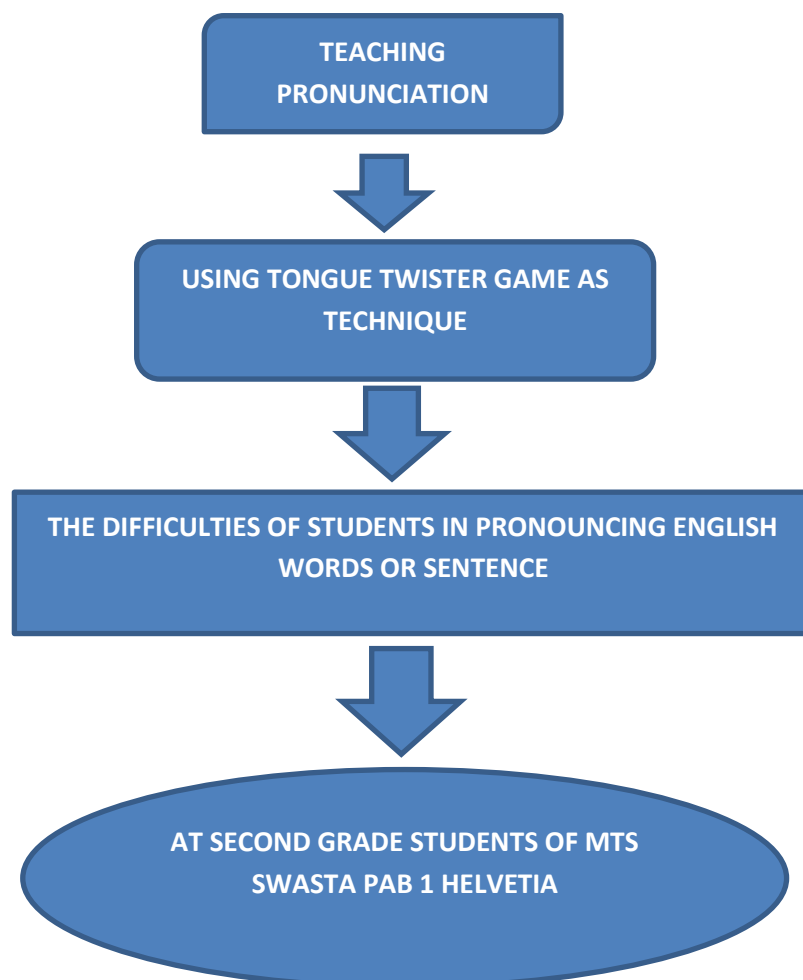 TEACHING
PRONUNCIATION
USING TONGUE TWISTER GAME AS
TECHNIQUE
THE DIFFICULTIES OF STUDENTS IN PRONOUNCING ENGLISH
WORDS OR SENTENCE
AT SECOND GRADE STUDENTS OF MTS
SWASTA PAB 1 HELVETIA